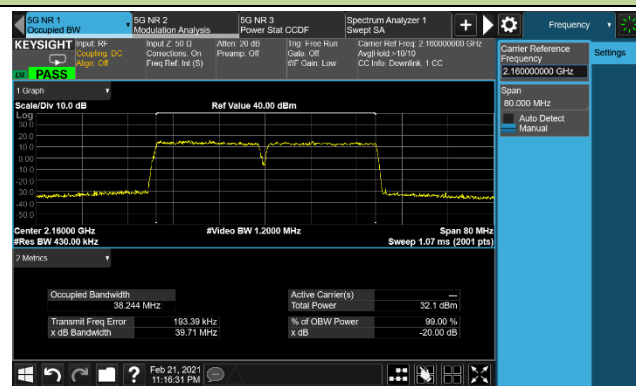 5G NR 1
Occupied BW
5G NR 2
Modulation Analysis
5G NR 3
Power Stat CCDF
Spectrum Analyzer 1
Swept SA
+
Frequency
KEYSIGHT
Input: RF
Coupling: DC
Align: Off
Input Z: 50 Ω
Corrections: On
Freq Ref: Int (S)
Atten: 20 dB
Preamp: Off
Trig: Free Run
Gate: Off
#IF Gain: Low
Carrier Ref Freq: 2.160000000 GHz
Avg|Hold:>10/10
CC Info: Downlink, 1 CC
PASS
Carrier Reference
Frequency
2.160000000 GHz
Settings
Span
80.000 MHz
Auto Detect
Manual
1 Graph
Scale/Div 10.0 dB
Ref Value 40.00 dBm
Log
30.0
20.0
10.0
0.00
-10.0
-20.0
-30.0
-40.0
-50.0
Center 2.16000 GHz
#Video BW 1.2000 MHz
Span 80 MHz
#Res BW 430.00 kHz
Sweep 1.07 ms (2001 pts)
2 Metrics
Occupied Bandwidth
38.244 MHz
Active Carrier(s)
---
Total Power
32.1 dBm
Transmit Freq Error
193.39 kHz
% of OBW Power
99.00 %
x dB Bandwidth
39.71 MHz
x dB
-20.00 dB
?
Feb 21, 2021
11:16:31 PM